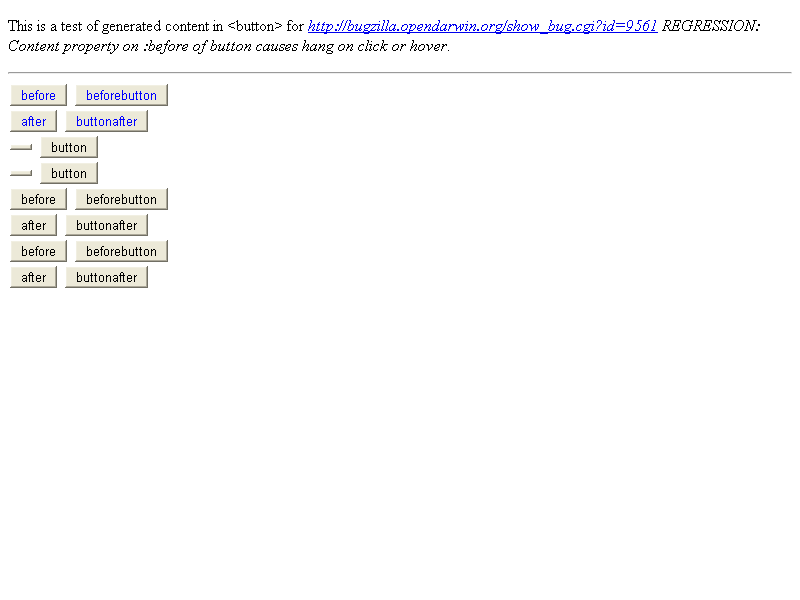 This is a test of generated content in <button> for http://bugzilla.opendarwin.org/show_bug.cgi?id=9561 REGRESSION:
Content property on :before of button causes hang on click or hover.
before beforebutton
after buttonafter
button
button
before beforebutton
after buttonafter
before beforebutton
after buttonafter